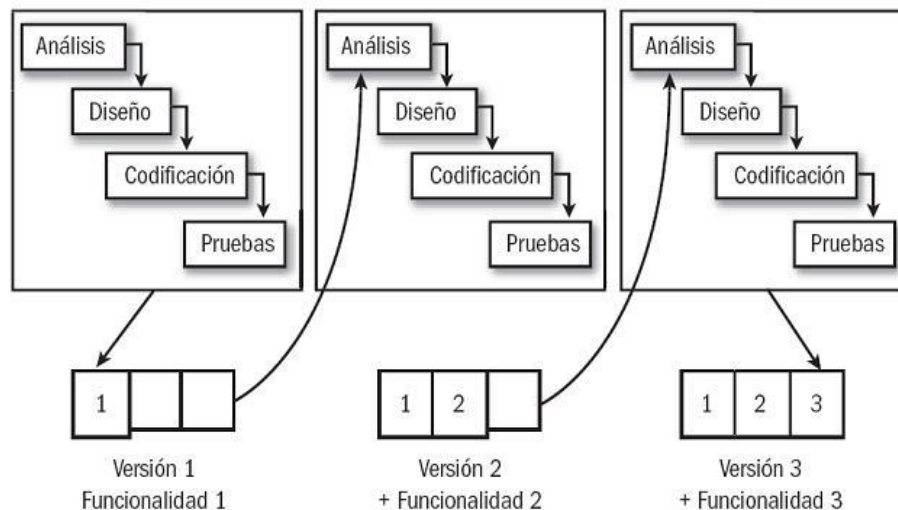 Análisis
Diseño
Codificación
Pruebas
Análisis
Diseño
Codificación
Pruebas
Análisis
Diseño
Codificación
Pruebas
1
1 2
1 2 3
Versión 1
Funcionalidad 1
Versión 2
+ Funcionalidad 2
Versión 3
+ Funcionalidad 3